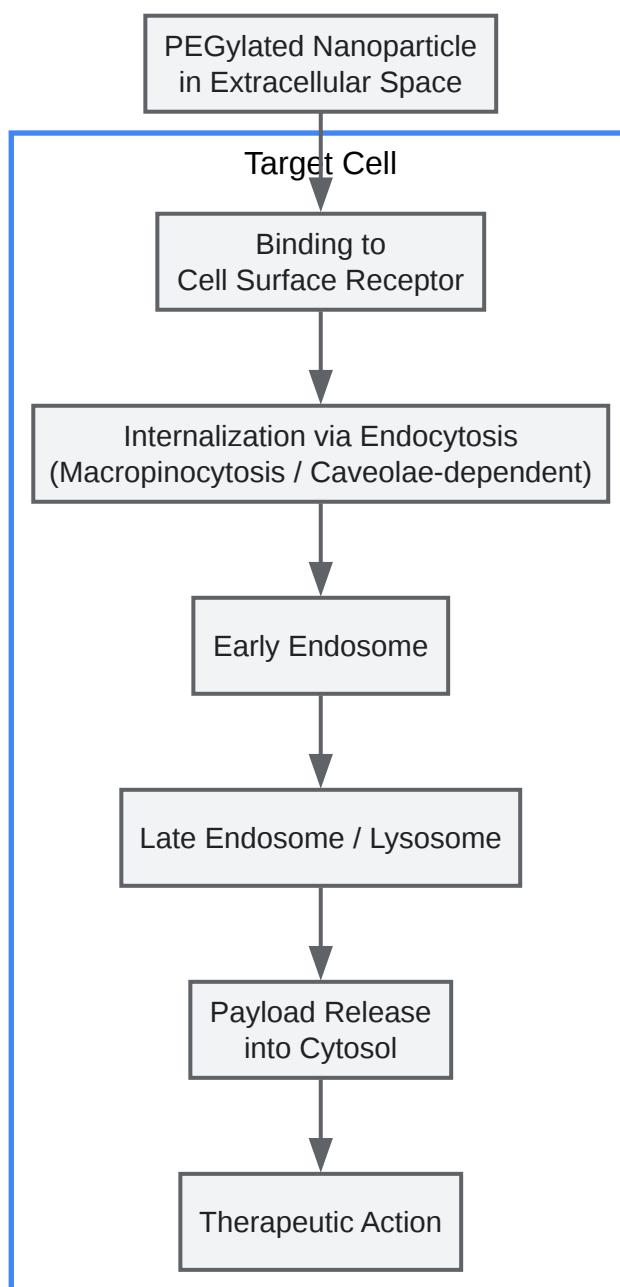 PEGylated Nanoparticle
in Extracellular Space
Target Cell
Binding to
Cell Surface Receptor
Internalization via Endocytosis
(Macropinocytosis / Caveolae-dependent)
Early Endosome
Late Endosome / Lysosome
Payload Release
into Cytosol
Therapeutic Action